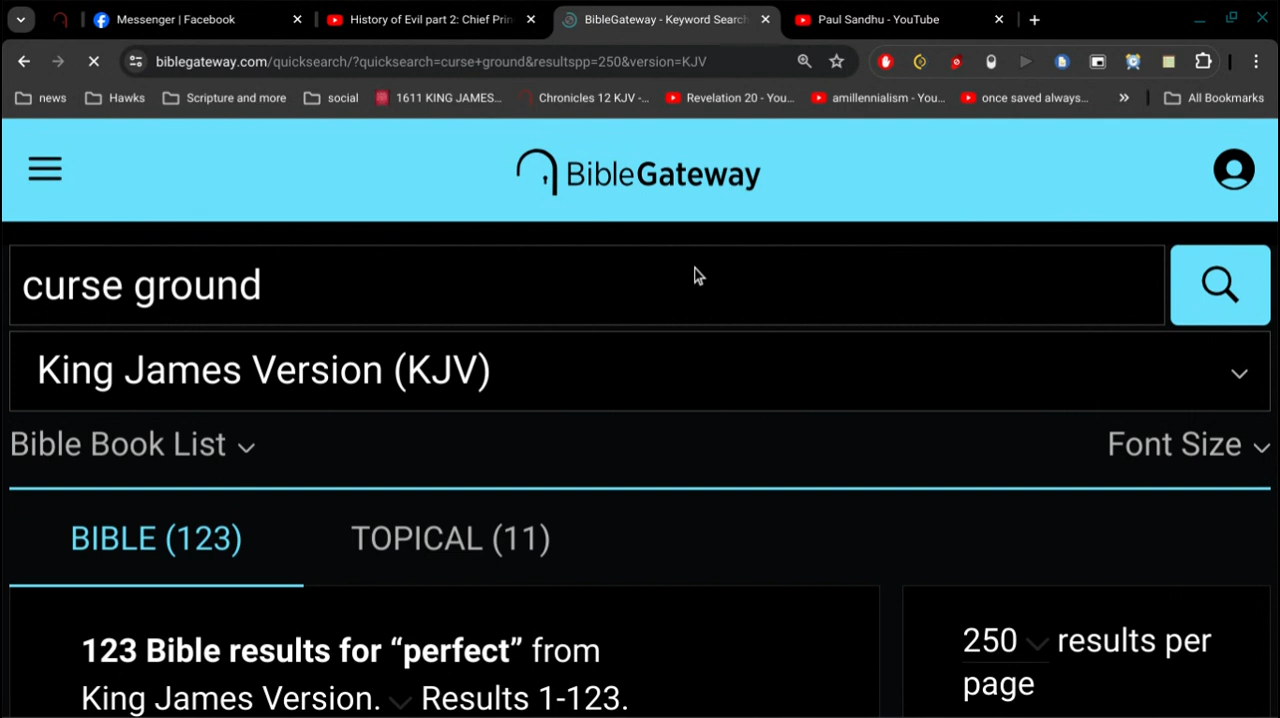 Messenger | Facebook
History of Evil part 2: Chief Prin
BibleGateway - Keyword Search
Paul Sandhu - YouTube
biblegateway.com/quicksearch/?quicksearch=curse+ground&resultspp=250&version=KJV
news
Hawks
Scripture and more
social
1611 KING JAMES...
Chronicles 12 KJV -...
Revelation 20 - You...
amillennialism - You...
once saved always...
All Bookmarks
BibleGateway
curse ground
King James Version (KJV)
Bible Book List
Font Size
BIBLE (123)
TOPICAL (11)
123 Bible results for “perfect” from
King James Version. Results 1-123.
250 results per
page